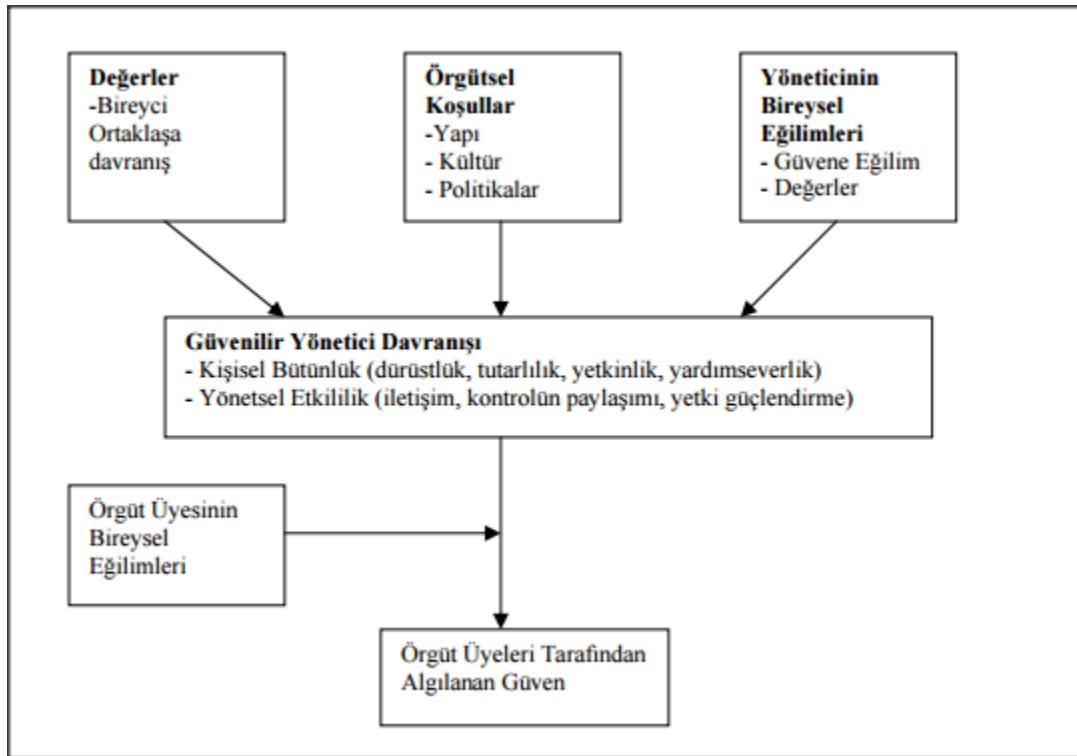 Değerler
-Bireyci
Ortaklaşa
davranış
Örgütsel
Koşullar
-Yapı
- Kültür
- Politikalar
Yöneticinin
Bireysel
Eğilimleri
- Güvene Eğilim
- Değerler
Güvenilir Yönetici Davranışı
- Kişisel Bütünlük (dürüstlük, tutarlılık, yetkinlik, yardımseverlik)
- Yönetsel Etkililik (iletişim, kontrolün paylaşımı, yetki güçlendirme)
Örgüt Üyesinin
Bireysel
Eğilimleri
Örgüt Üyeleri Tarafından
Algılanan Güven